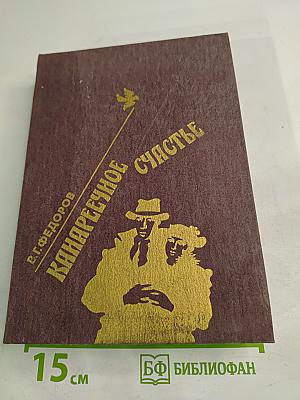 В.Г.ФЕДОРОВ
КАНАРЕЕЧНОЕ
СЧАСТЬЕ
15 см
БФ БИБЛИОФАН